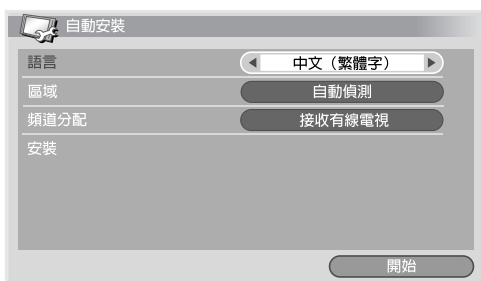 自動安裝
語言 中文（繁體字）
區域 自動偵測
頻道分配 接收有線電視
安裝
開始